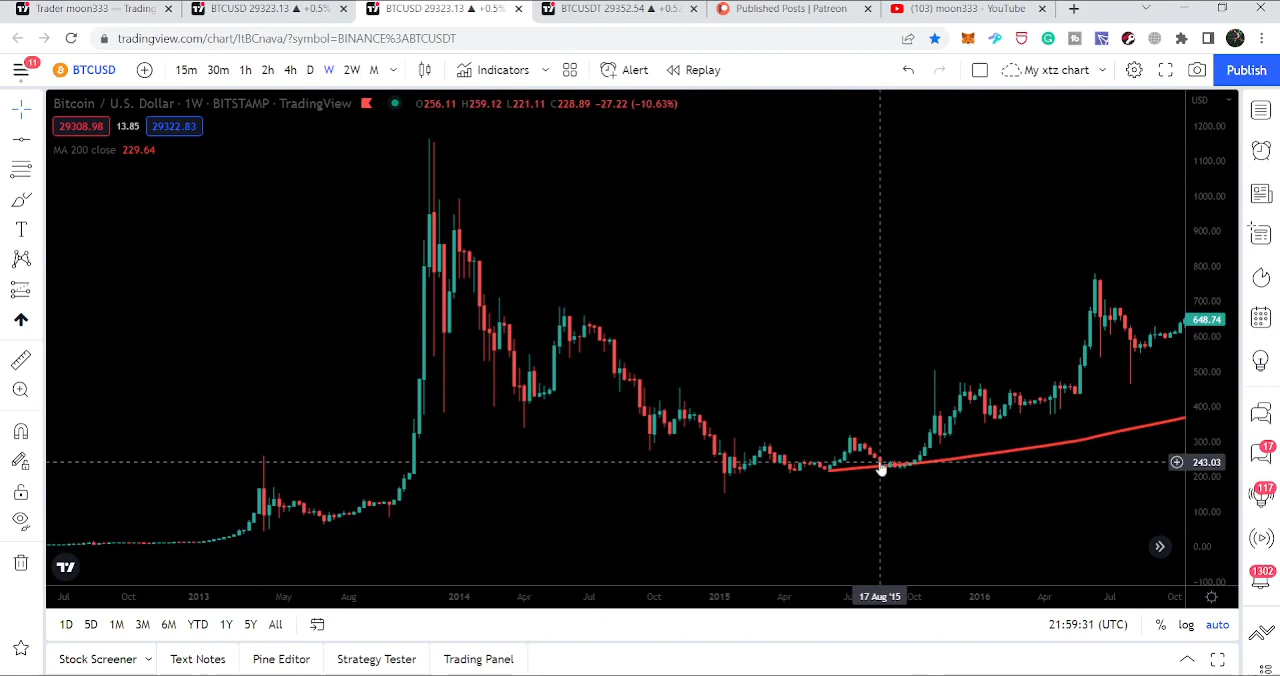 Trader moon333 — Trading
BTCUSD 29323.13 ▲ +0.5%
BTCUSD 29323.13 ▲ +0.5%
BTCUSDT 29352.54 ▲ +0.5
Published Posts | Patreon
(103) moon333 - YouTube
tradingview.com/chart/ltBCnava/?symbol=BINANCE%3ABTCUSDT
11
BTCUSD 15m 30m 1h 2h 4h D W 2W M Indicators Alert Replay My xtz chart Publish
Bitcoin / U.S. Dollar · 1W · BITSTAMP · TradingView O256.11 H259.12 L221.11 C228.89 −27.22 (−10.63%)
USD
29308.98 13.85 29322.83
MA 200 close 229.64
1200.00
1100.00
1000.00
900.00
800.00
700.00
648.74
600.00
500.00
400.00
300.00
243.03
200.00
100.00
0.00
−100.00
Jul Oct 2013 May Aug 2014 Apr Jul Oct 2015 Apr 17 Aug '15 Oct 2016 Apr Jul Oct
17
117
1302
1D 5D 1M 3M 6M YTD 1Y 5Y All 21:59:31 (UTC) % log auto
Stock Screener Text Notes Pine Editor Strategy Tester Trading Panel